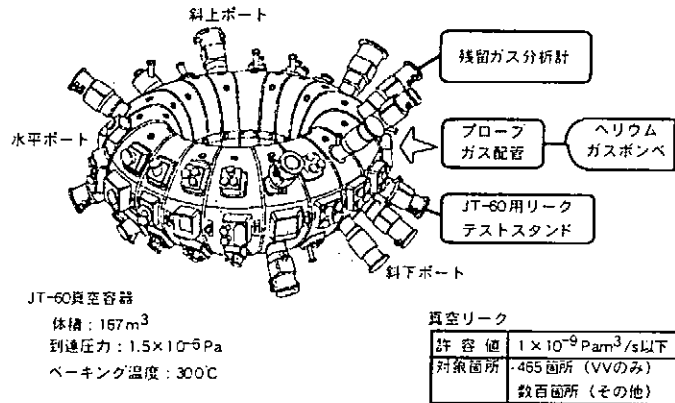 斜上ポート
残留ガス分析計
水平ポート
プローブ
ガス配管
ヘリウム
ガスボンベ
JT-60用リーク
テストスタンド
斜下ポート
JT-60真空容器
体積：167m³
到達圧力：1.5×10⁻⁶Pa
ベーキング温度：300℃
真空リーク
許容値 1×10⁻⁹Pam³/s以下
対象箇所 465箇所（VVのみ）
数百箇所（その他）